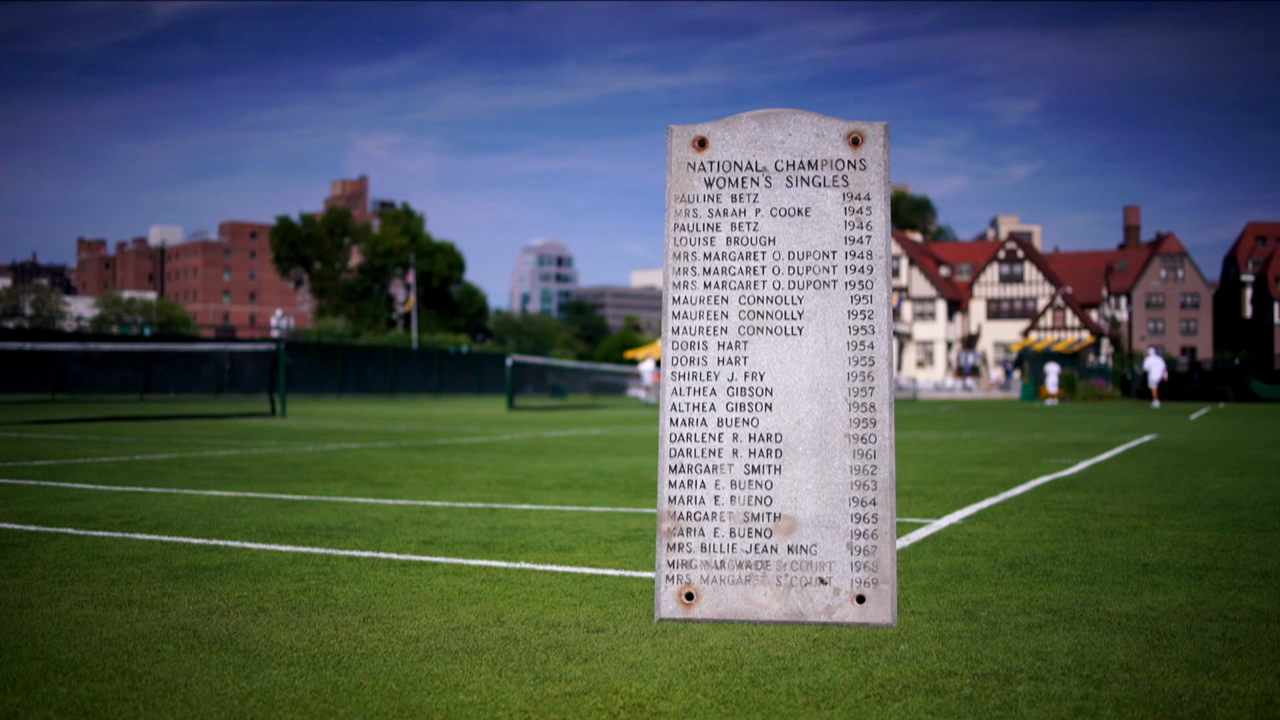 NATIONAL CHAMPIONS
WOMEN'S SINGLES
PAULINE BETZ 1944
MRS. SARAH P. COOKE 1945
PAULINE BETZ 1946
LOUISE BROUGH 1947
MRS. MARGARET O. DUPONT 1948
MRS. MARGARET O. DUPONT 1949
MRS. MARGARET O. DUPONT 1950
MAUREEN CONNOLLY 1951
MAUREEN CONNOLLY 1952
MAUREEN CONNOLLY 1953
DORIS HART 1954
DORIS HART 1955
SHIRLEY J. FRY 1956
ALTHEA GIBSON 1957
ALTHEA GIBSON 1958
MARIA BUENO 1959
DARLENE R. HARD 1960
DARLENE R. HARD 1961
MARGARET SMITH 1962
MARIA E. BUENO 1963
MARIA E. BUENO 1964
MARGARET SMITH 1965
MARIA E. BUENO 1966
MRS. BILLIE JEAN KING 1967
WADE COURT 1968
MRS. MARGARET S. COURT 1969